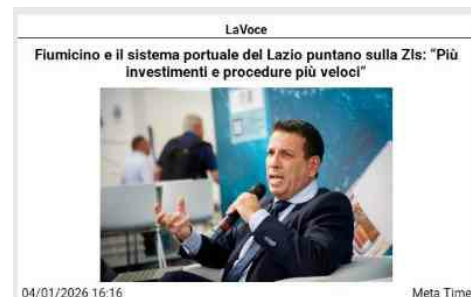 LaVoce
Fiumicino e il sistema portuale del Lazio puntano sulla Zls: “Più
investimenti e procedure più veloci”
04/01/2026 16:16
Meta Time